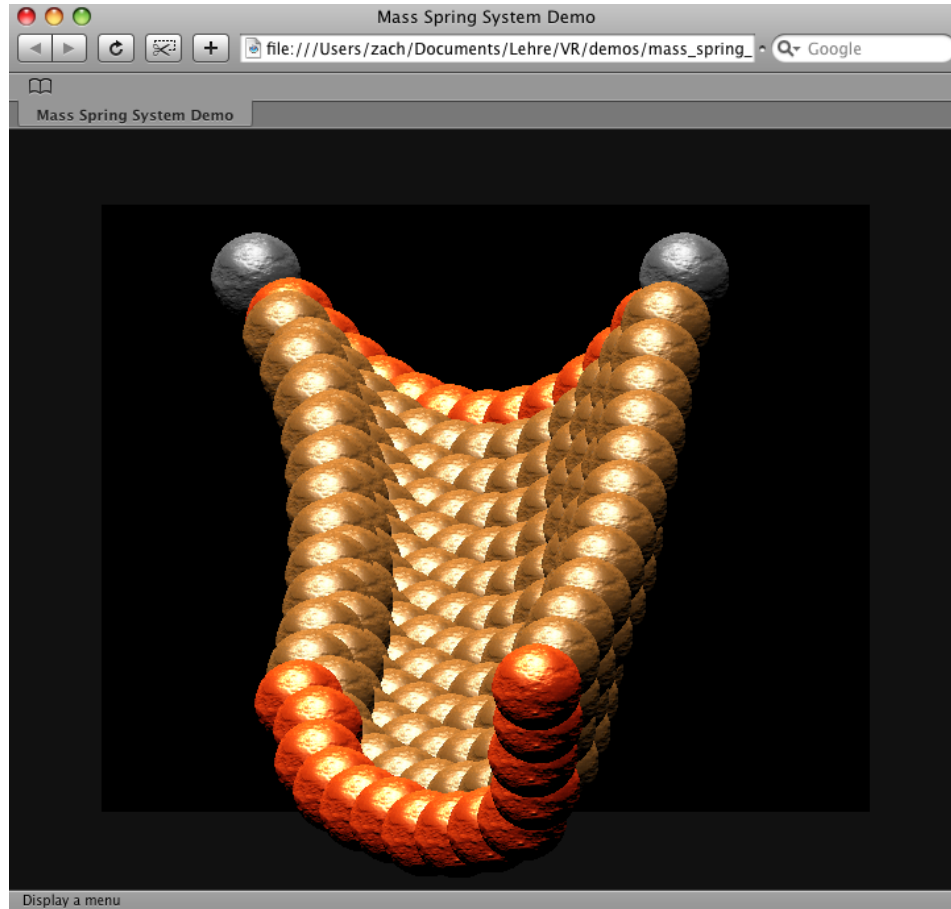 Mass Spring System Demo
file:///Users/zach/Documents/Lehre/VR/demos/mass_spring_
Google
Mass Spring System Demo
Display a menu